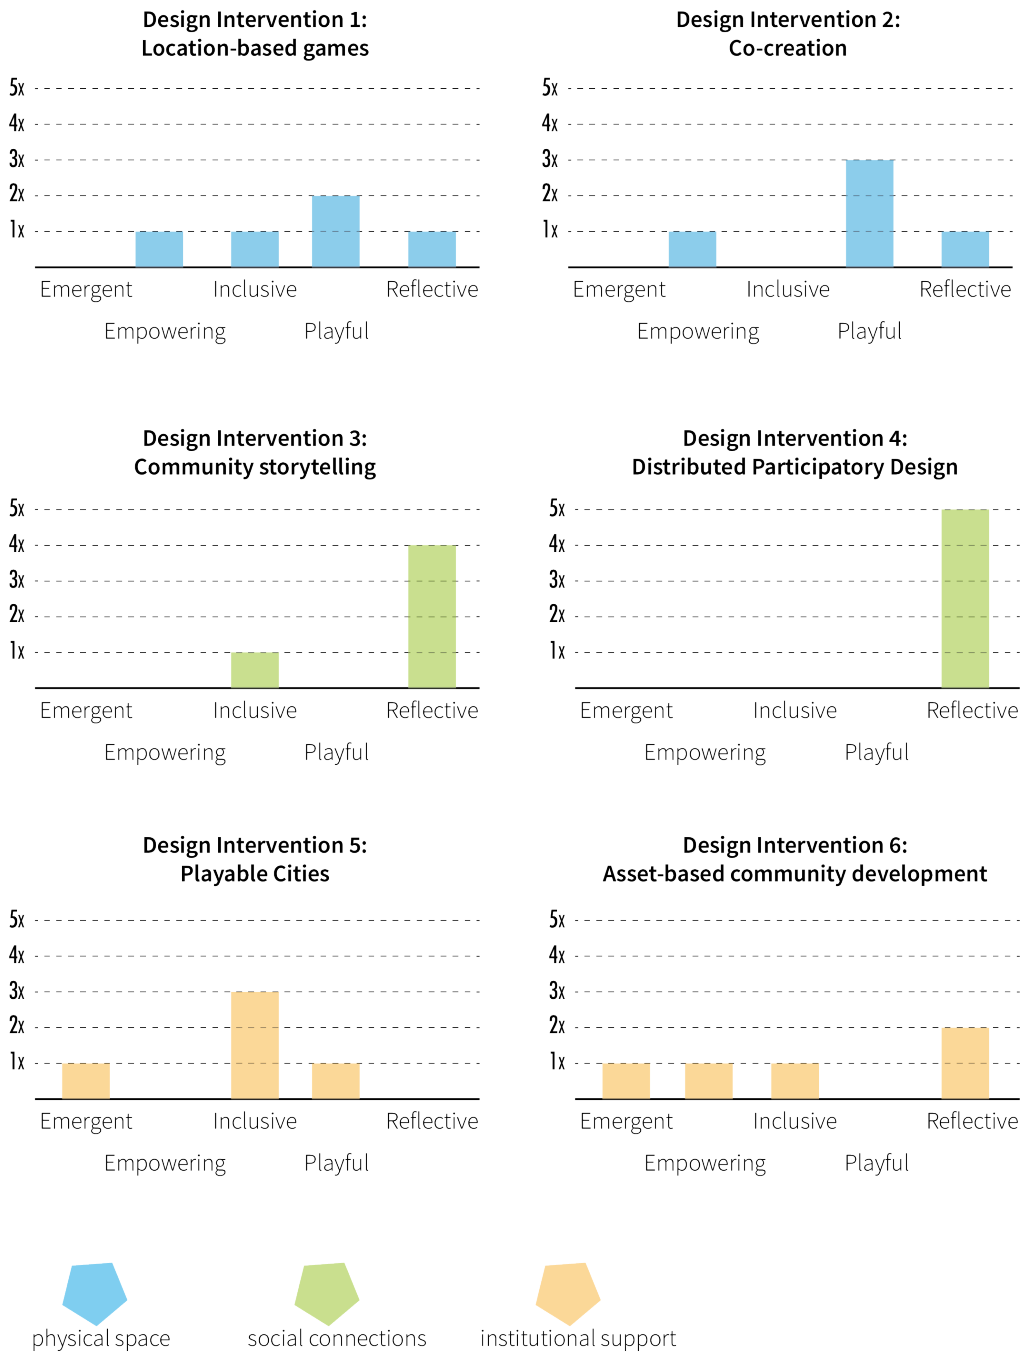 Design Intervention 1:
Location-based games
5x
4x
3x
2x
1x
Emergent Inclusive Reflective
Empowering Playful
Design Intervention 2:
Co-creation
5x
4x
3x
2x
1x
Emergent Inclusive Reflective
Empowering Playful
Design Intervention 3:
Community storytelling
5x
4x
3x
2x
1x
Emergent Inclusive Reflective
Empowering Playful
Design Intervention 4:
Distributed Participatory Design
5x
4x
3x
2x
1x
Emergent Inclusive Reflective
Empowering Playful
Design Intervention 5:
Playable Cities
5x
4x
3x
2x
1x
Emergent Inclusive Reflective
Empowering Playful
Design Intervention 6:
Asset-based community development
5x
4x
3x
2x
1x
Emergent Inclusive Reflective
Empowering Playful
physical space social connections institutional support